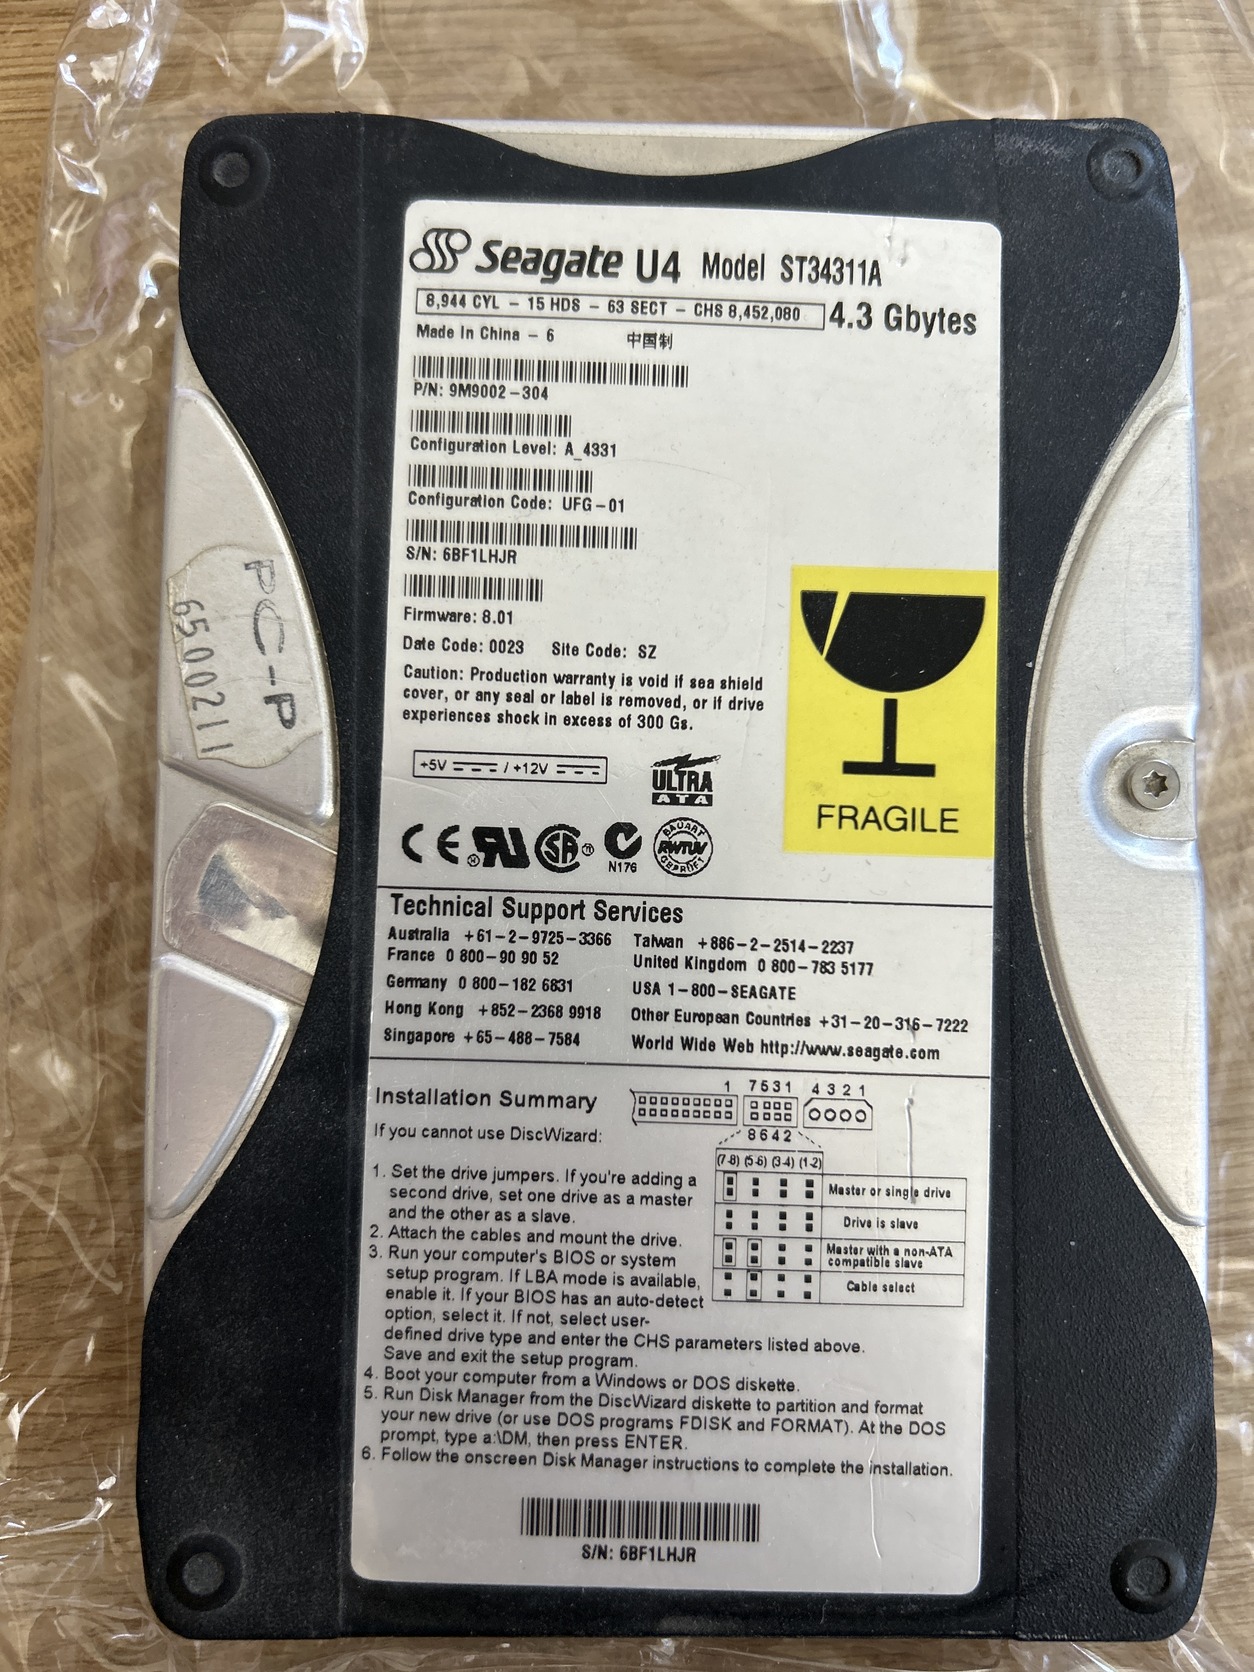 Seagate U4 Model ST34311A
8,944 CYL – 15 HDS – 63 SECT – CHS 8,452,080 4.3 Gbytes
Made In China – 6 中国制
P/N: 9M9002-304
Configuration Level: A_4331
Configuration Code: UFG-01
S/N: 6BF1LHJR
Firmware: 8.01
Date Code: 0023 Site Code: SZ
Caution: Production warranty is void if sea shield
cover, or any seal or label is removed, or if drive
experiences shock in excess of 300 Gs.
+5V / +12V
ULTRA
ATA
FRAGILE
CE
N176
BAUART
RWTÜV
GEPRÜFT
PC-P
6500211
Technical Support Services
Australia +61-2-9725-3366
France 0 800-90 90 52
Germany 0 800-182 6831
Hong Kong +852-2368 9918
Singapore +65-488-7584
Taiwan +886-2-2514-2237
United Kingdom 0 800-783 5177
USA 1-800-SEAGATE
Other European Countries +31-20-316-7222
World Wide Web http://www.seagate.com
Installation Summary
If you cannot use DiscWizard:
1 7531 4321
8642
(7-8) (5-6) (3-4) (1-2)
Master or single drive
Drive is slave
Master with a non-ATA
compatible slave
Cable select
1. Set the drive jumpers. If you're adding a
second drive, set one drive as a master
and the other as a slave.
2. Attach the cables and mount the drive.
3. Run your computer's BIOS or system
setup program. If LBA mode is available,
enable it. If your BIOS has an auto-detect
option, select it. If not, select user-
defined drive type and enter the CHS parameters listed above.
Save and exit the setup program.
4. Boot your computer from a Windows or DOS diskette.
5. Run Disk Manager from the DiscWizard diskette to partition and format
your new drive (or use DOS programs FDISK and FORMAT). At the DOS
prompt, type a:\DM, then press ENTER.
6. Follow the onscreen Disk Manager instructions to complete the installation.
S/N: 6BF1LHJR